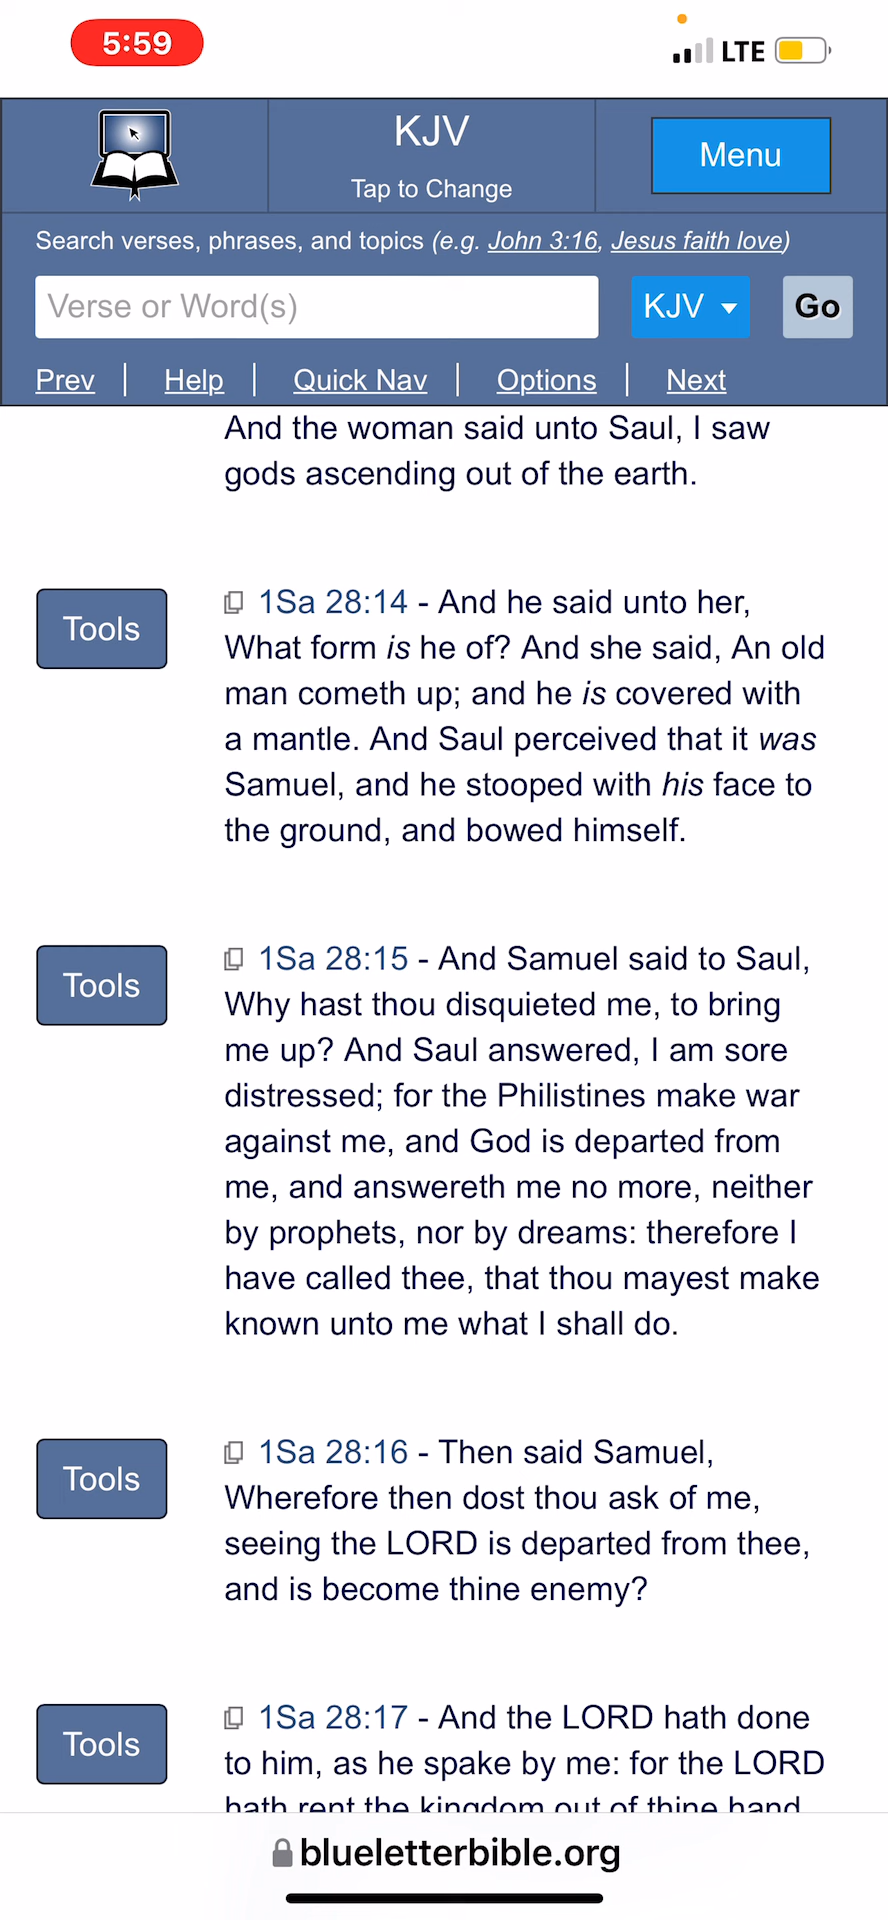 5:59
LTE
KJV
Tap to Change
Menu
Search verses, phrases, and topics (e.g. John 3:16, Jesus faith love)
Verse or Word(s)
KJV
Go
Prev | Help | Quick Nav | Options | Next
And the woman said unto Saul, I saw
gods ascending out of the earth.
Tools
1Sa 28:14 - And he said unto her,
What form is he of? And she said, An old
man cometh up; and he is covered with
a mantle. And Saul perceived that it was
Samuel, and he stooped with his face to
the ground, and bowed himself.
Tools
1Sa 28:15 - And Samuel said to Saul,
Why hast thou disquieted me, to bring
me up? And Saul answered, I am sore
distressed; for the Philistines make war
against me, and God is departed from
me, and answereth me no more, neither
by prophets, nor by dreams: therefore I
have called thee, that thou mayest make
known unto me what I shall do.
Tools
1Sa 28:16 - Then said Samuel,
Wherefore then dost thou ask of me,
seeing the LORD is departed from thee,
and is become thine enemy?
Tools
1Sa 28:17 - And the LORD hath done
to him, as he spake by me: for the LORD
hath rent the kingdom out of thine hand
blueletterbible.org